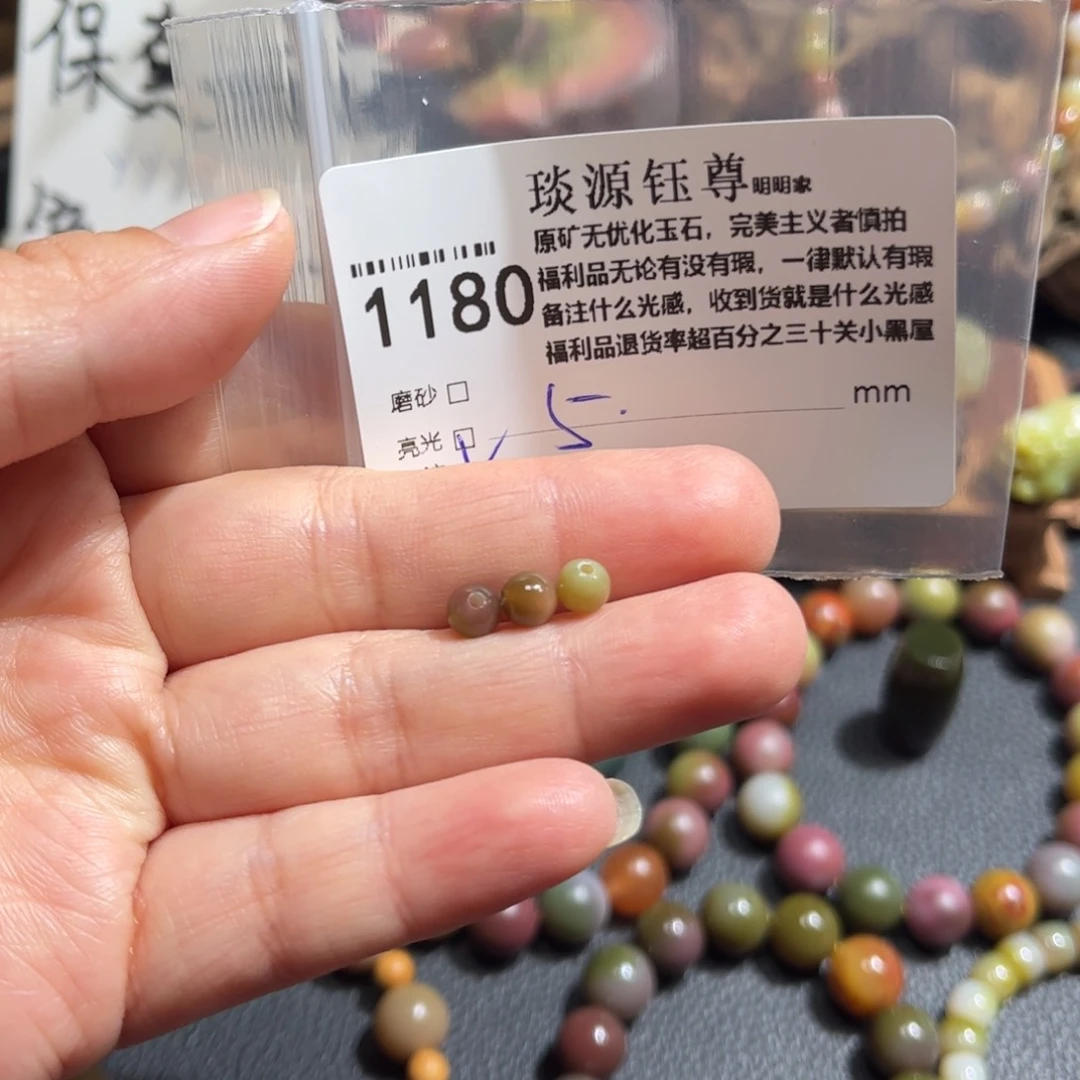 保
琰源钰尊明明家
原矿无优化玉石，完美主义者慎拍
1180
福利品无论有没有瑕，一律默认有瑕
备注什么光感，收到货就是什么光感
福利品退货率超百分之三十关小黑屋
磨砂 □
亮光 □ 5. mm